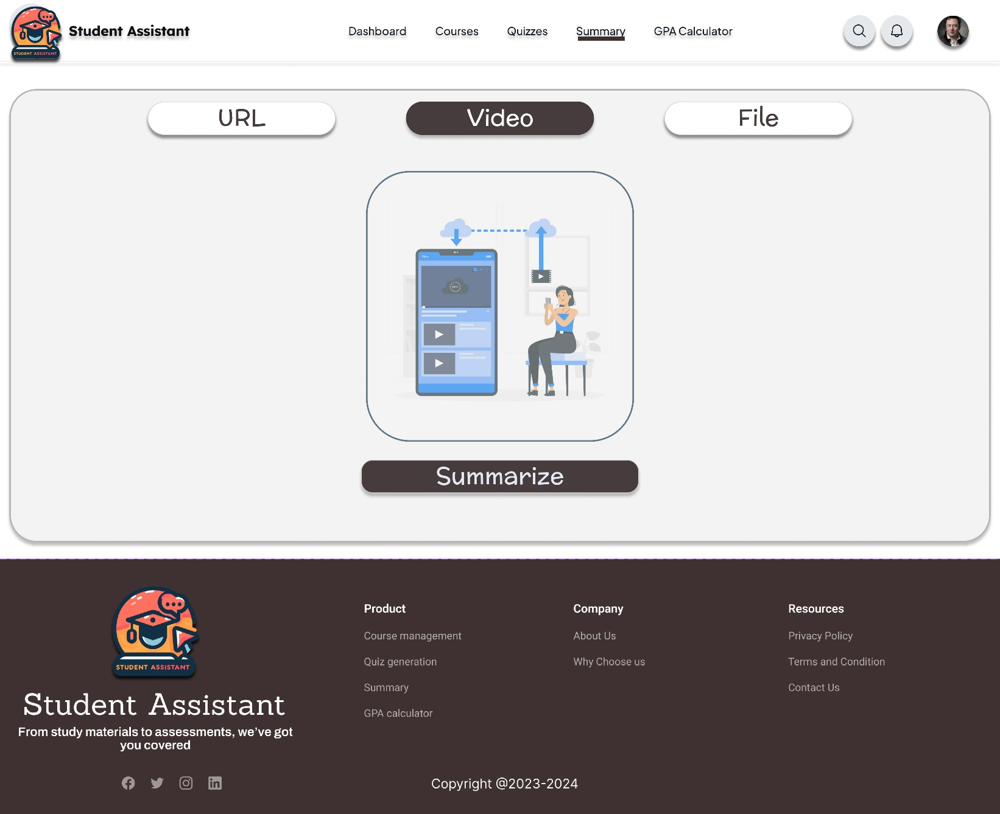 STUDENT ASSISTANT
Student Assistant
Dashboard
Courses
Quizzes
Summary
GPA Calculator
URL
Video
File
Summarize
STUDENT ASSISTANT
Student Assistant
From study materials to assessments, we've got
you covered
Product
Course management
Quiz generation
Summary
GPA calculator
Company
About Us
Why Choose us
Resources
Privacy Policy
Terms and Condition
Contact Us
Copyright @2023-2024